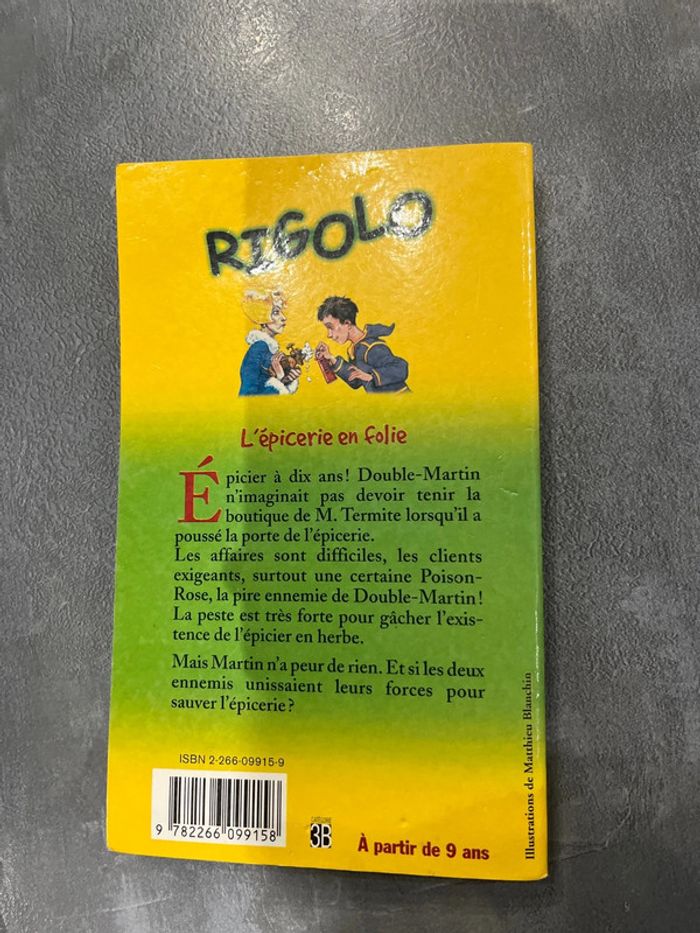 RIGOLO
L'épicerie en folie
Épicier à dix ans! Double-Martin
n'imaginait pas devoir tenir la
boutique de M. Termite lorsqu'il a
poussé la porte de l'épicerie.
Les affaires sont difficiles, les clients
exigeants, surtout une certaine Poison-
Rose, la pire ennemie de Double-Martin!
La peste est très forte pour gâcher l'exis-
tence de l'épicier en herbe.
Mais Martin n'a peur de rien. Et si les deux
ennemis unissaient leurs forces pour
sauver l'épicerie?
ISBN 2-266-09915-9
9 782266 099158
CATÉGORIE
3B
À partir de 9 ans
Illustrations de Matthieu Blanchin